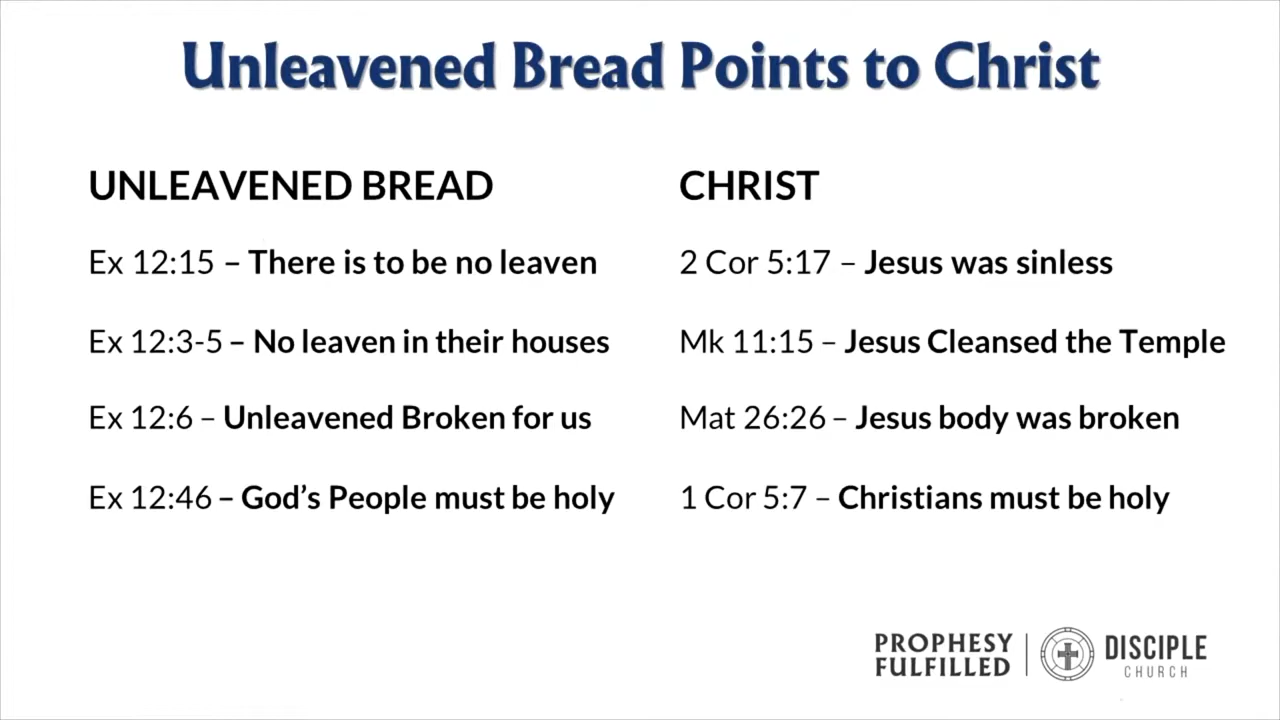 Unleavened Bread Points to Christ
UNLEAVENED BREAD
Ex 12:15 – There is to be no leaven
Ex 12:3-5 – No leaven in their houses
Ex 12:6 – Unleavened Broken for us
Ex 12:46 – God’s People must be holy
CHRIST
2 Cor 5:17 – Jesus was sinless
Mk 11:15 – Jesus Cleansed the Temple
Mat 26:26 – Jesus body was broken
1 Cor 5:7 – Christians must be holy
PROPHESY
FULFILLED
DISCIPLE
CHURCH